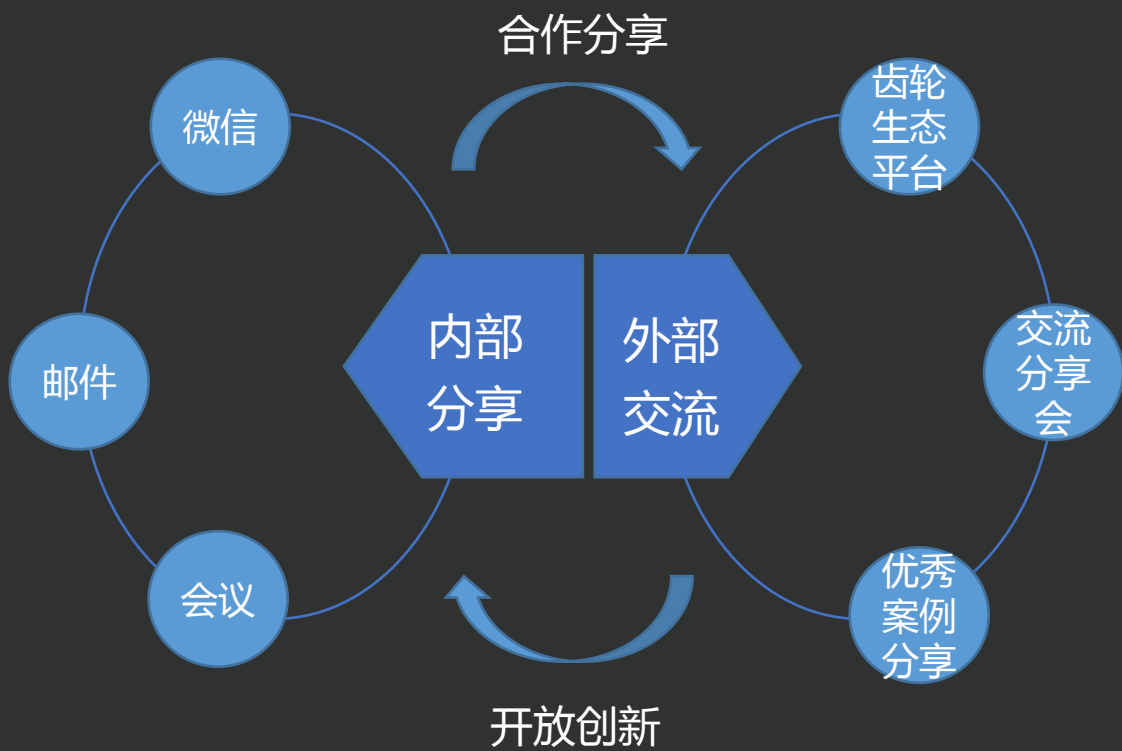 合作分享
微信
邮件
会议
内部
分享
外部
交流
齿轮
生态
平台
交流
分享
会
优秀
案例
分享
开放创新